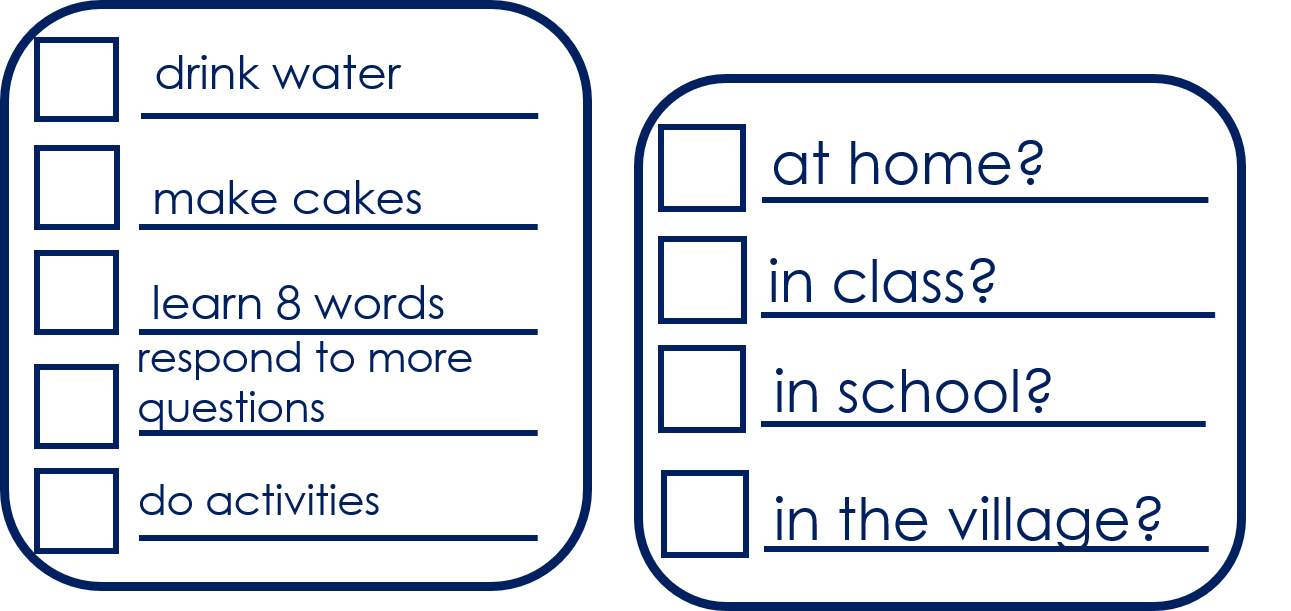 drink water
make cakes
learn 8 words
respond to more
questions
do activities
at home?
in class?
in school?
in the village?